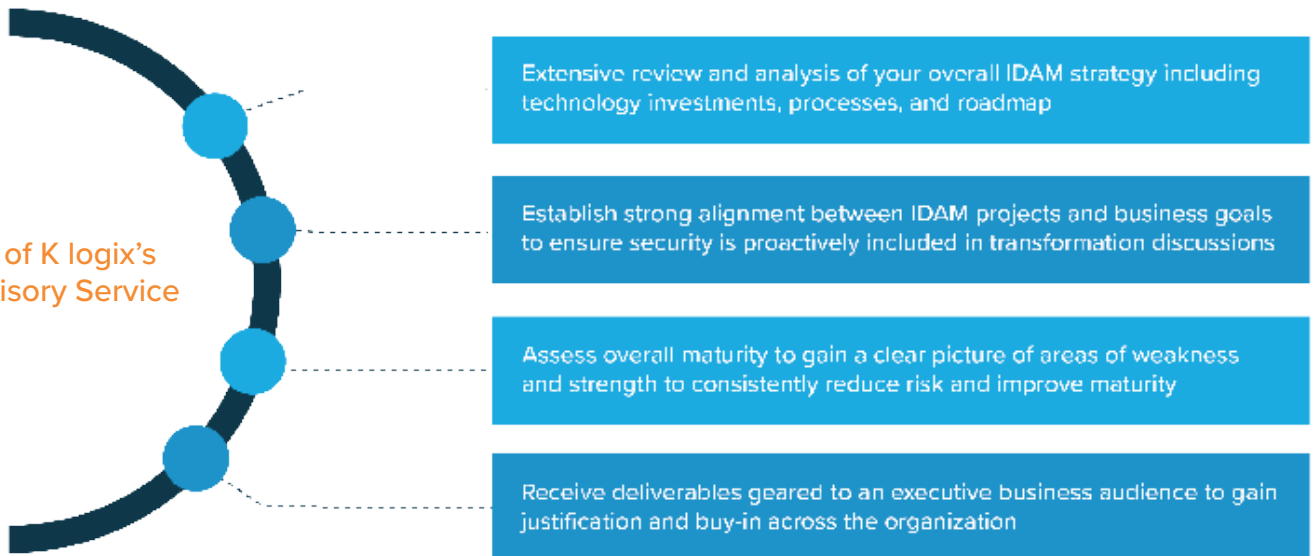 of K logix's
isory Service
Extensive review and analysis of your overall IDAM strategy including
technology investments, processes, and roadmap
Establish strong alignment between IDAM projects and business goals
to ensure security is proactively included in transformation discussions
Assess overall maturity to gain a clear picture of areas of weakness
and strength to consistently reduce risk and improve maturity
Receive deliverables geared to an executive business audience to gain
justification and buy-in across the organization